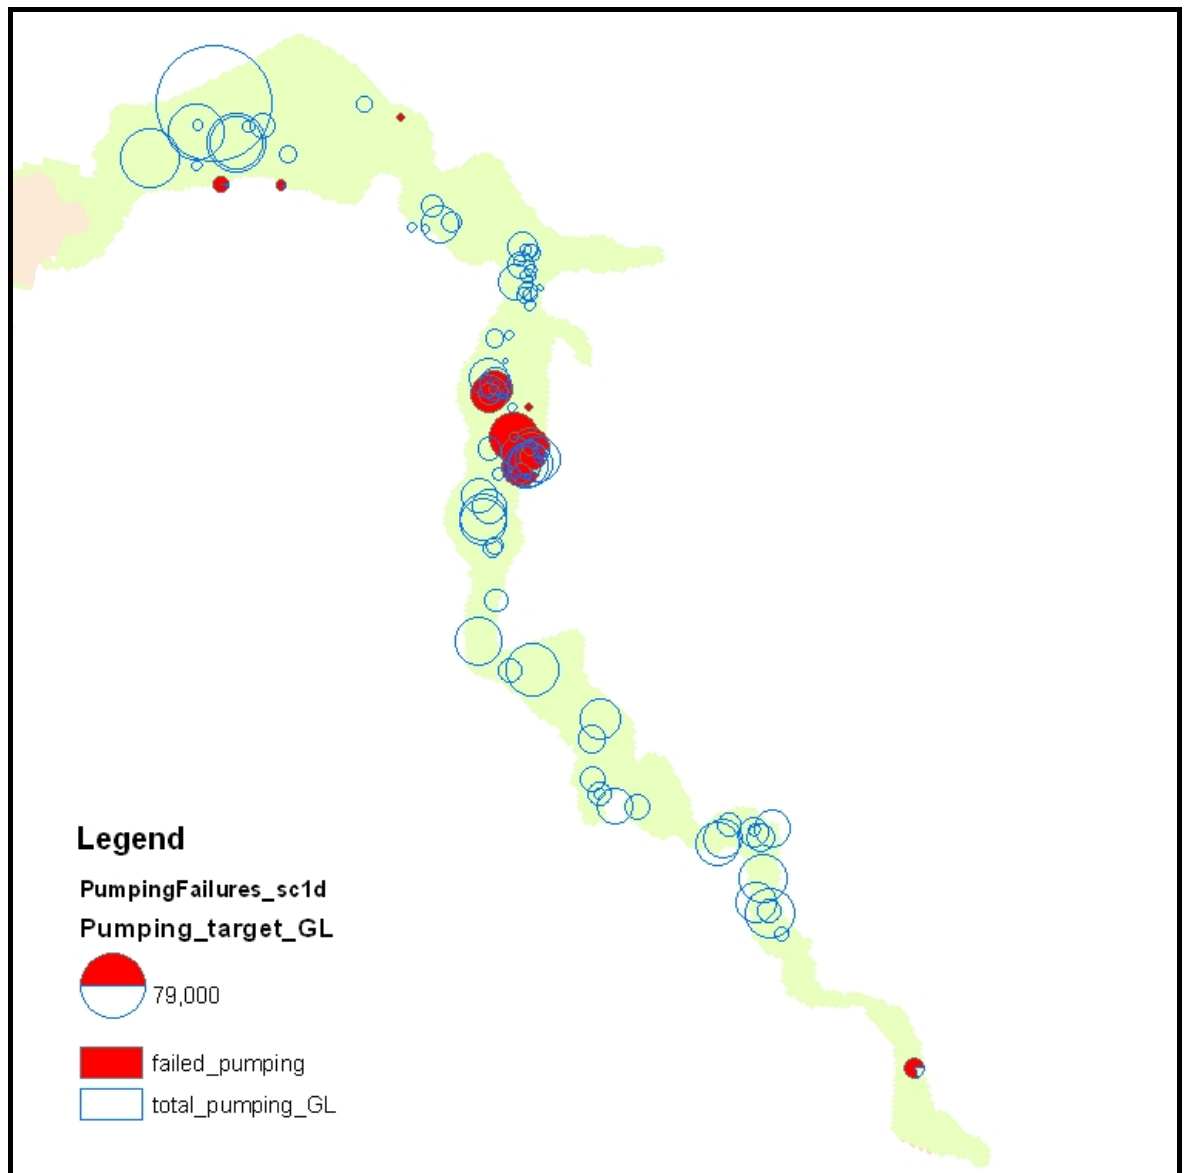 Legend
PumpingFailures_sc1d
Pumping_target_GL
79,000
failed_pumping
total_pumping_GL